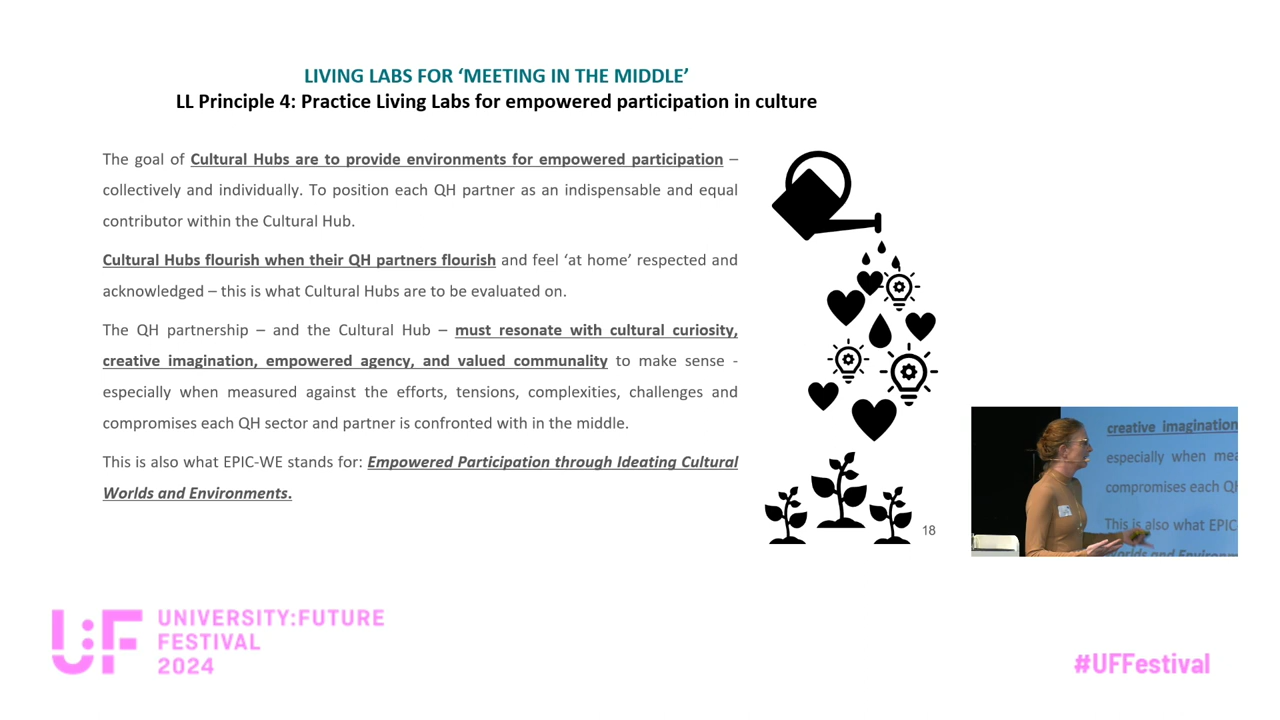 LIVING LABS FOR ‘MEETING IN THE MIDDLE’
LL Principle 4: Practice Living Labs for empowered participation in culture
The goal of Cultural Hubs are to provide environments for empowered participation –
collectively and individually. To position each QH partner as an indispensable and equal
contributor within the Cultural Hub.
Cultural Hubs flourish when their QH partners flourish and feel ‘at home’ respected and
acknowledged – this is what Cultural Hubs are to be evaluated on.
The QH partnership – and the Cultural Hub – must resonate with cultural curiosity,
creative imagination, empowered agency, and valued communality to make sense -
especially when measured against the efforts, tensions, complexities, challenges and
compromises each QH sector and partner is confronted with in the middle.
This is also what EPIC-WE stands for: Empowered Participation through Ideating Cultural
Worlds and Environments.
18
creative imagination
especially when mea
compromises each QH
This is also what EPIC
Worlds and Environm
U:F
UNIVERSITY:FUTURE
FESTIVAL
2024
#UFFestival